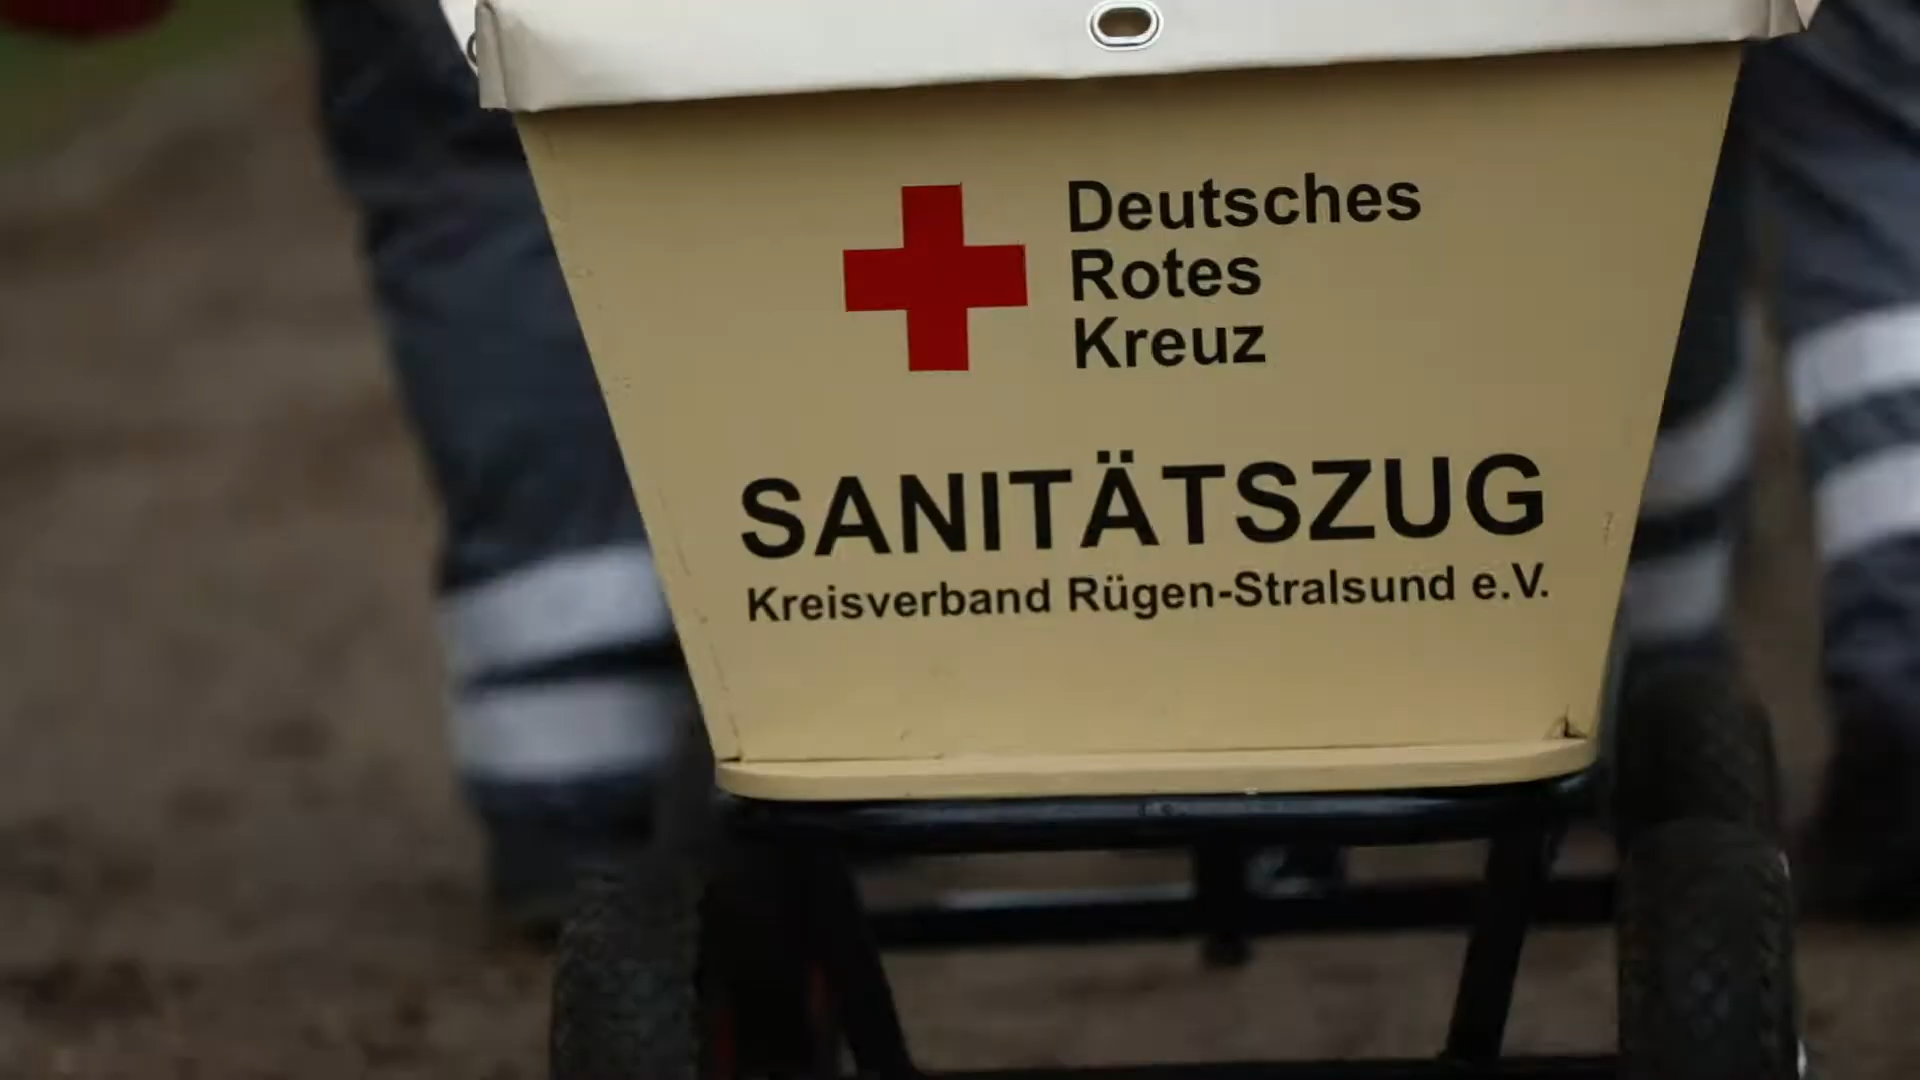 Deutsches
Rotes
Kreuz
SANITÄTSZUG
Kreisverband Rügen-Stralsund e.V.